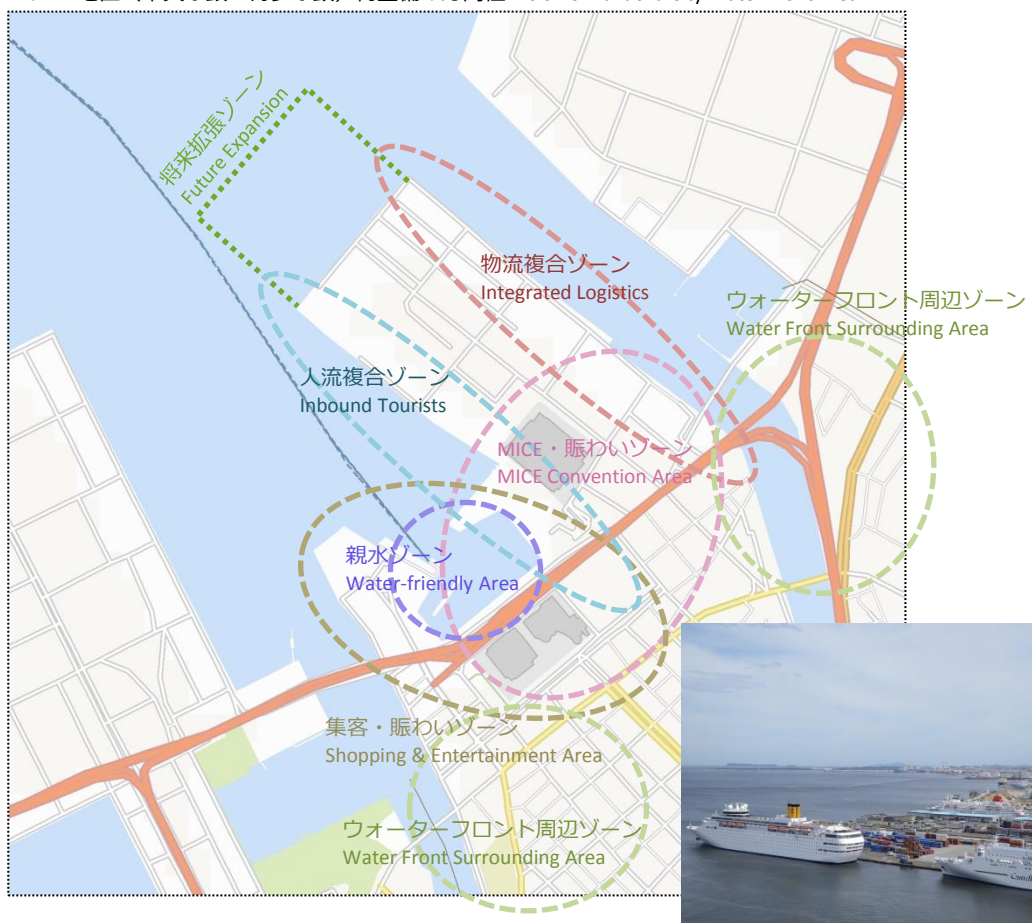 将来拡張ゾーン
Future Expansion
物流複合ゾーン
Integrated Logistics
ウォーターフロント周辺ゾーン
Water Front Surrounding Area
人流複合ゾーン
Inbound Tourists
MICE・賑わいゾーン
MICE Convention Area
親水ゾーン
Water-friendly Area
集客・賑わいゾーン
Shopping & Entertainment Area
ウォーターフロント周辺ゾーン
Water Front Surrounding Area